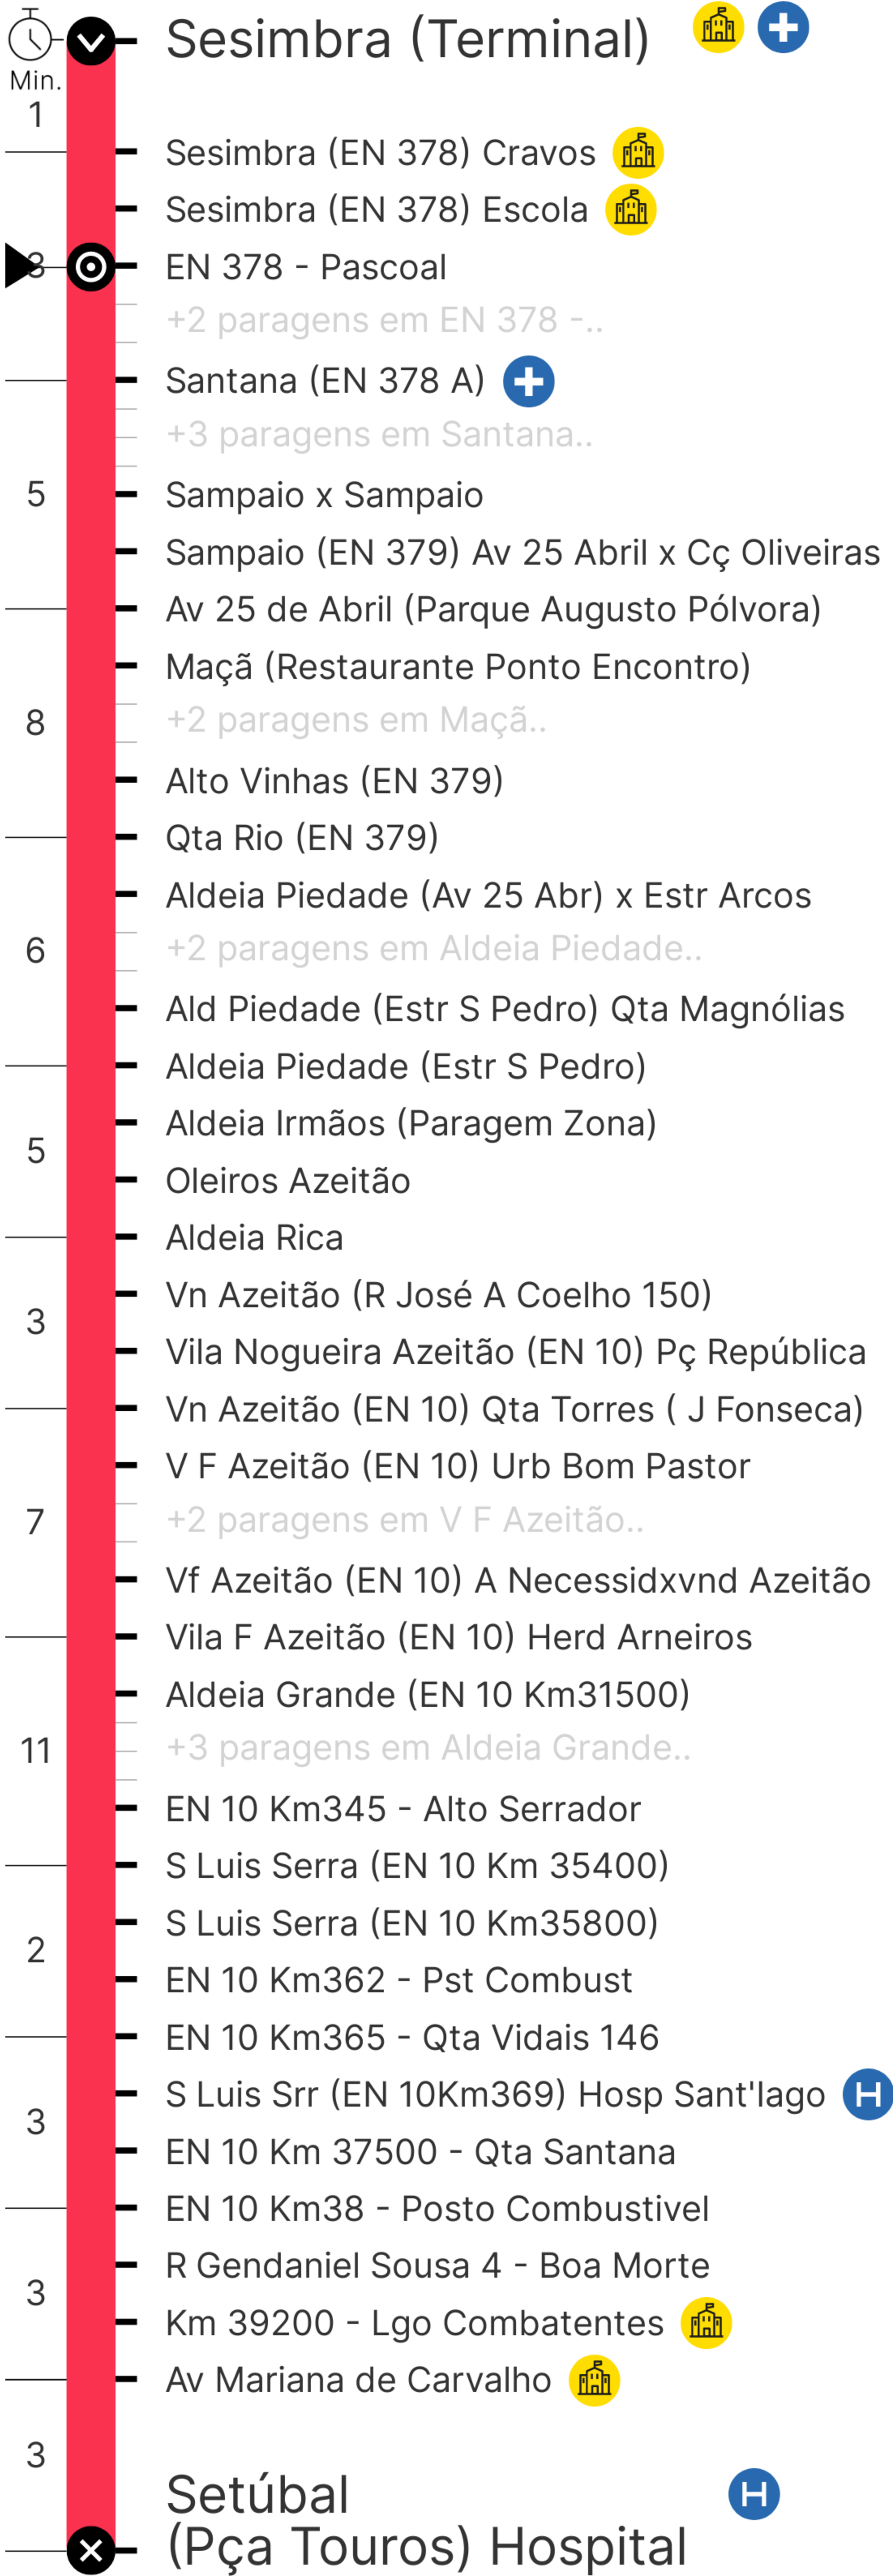 Sesimbra (Terminal)
Min.
1
Sesimbra (EN 378) Cravos
Sesimbra (EN 378) Escola
3
EN 378 - Pascoal
+2 paragens em EN 378 -..
Santana (EN 378 A)
+3 paragens em Santana..
5
Sampaio x Sampaio
Sampaio (EN 379) Av 25 Abril x Cç Oliveiras
Av 25 de Abril (Parque Augusto Pólvora)
Maçã (Restaurante Ponto Encontro)
8
+2 paragens em Maçã..
Alto Vinhas (EN 379)
Qta Rio (EN 379)
Aldeia Piedade (Av 25 Abr) x Estr Arcos
6
+2 paragens em Aldeia Piedade..
Ald Piedade (Estr S Pedro) Qta Magnólias
Aldeia Piedade (Estr S Pedro)
Aldeia Irmãos (Paragem Zona)
5
Oleiros Azeitão
Aldeia Rica
Vn Azeitão (R José A Coelho 150)
3
Vila Nogueira Azeitão (EN 10) Pç República
Vn Azeitão (EN 10) Qta Torres ( J Fonseca)
V F Azeitão (EN 10) Urb Bom Pastor
7
+2 paragens em V F Azeitão..
Vf Azeitão (EN 10) A Necessidxvnd Azeitão
Vila F Azeitão (EN 10) Herd Arneiros
Aldeia Grande (EN 10 Km31500)
11
+3 paragens em Aldeia Grande..
EN 10 Km345 - Alto Serrador
S Luis Serra (EN 10 Km 35400)
S Luis Serra (EN 10 Km35800)
2
EN 10 Km362 - Pst Combust
EN 10 Km365 - Qta Vidais 146
S Luis Srr (EN 10Km369) Hosp Sant'Iago H
3
EN 10 Km 37500 - Qta Santana
EN 10 Km38 - Posto Combustivel
R Gendaniel Sousa 4 - Boa Morte
3
Km 39200 - Lgo Combatentes
Av Mariana de Carvalho
3
Setúbal H
(Pça Touros) Hospital